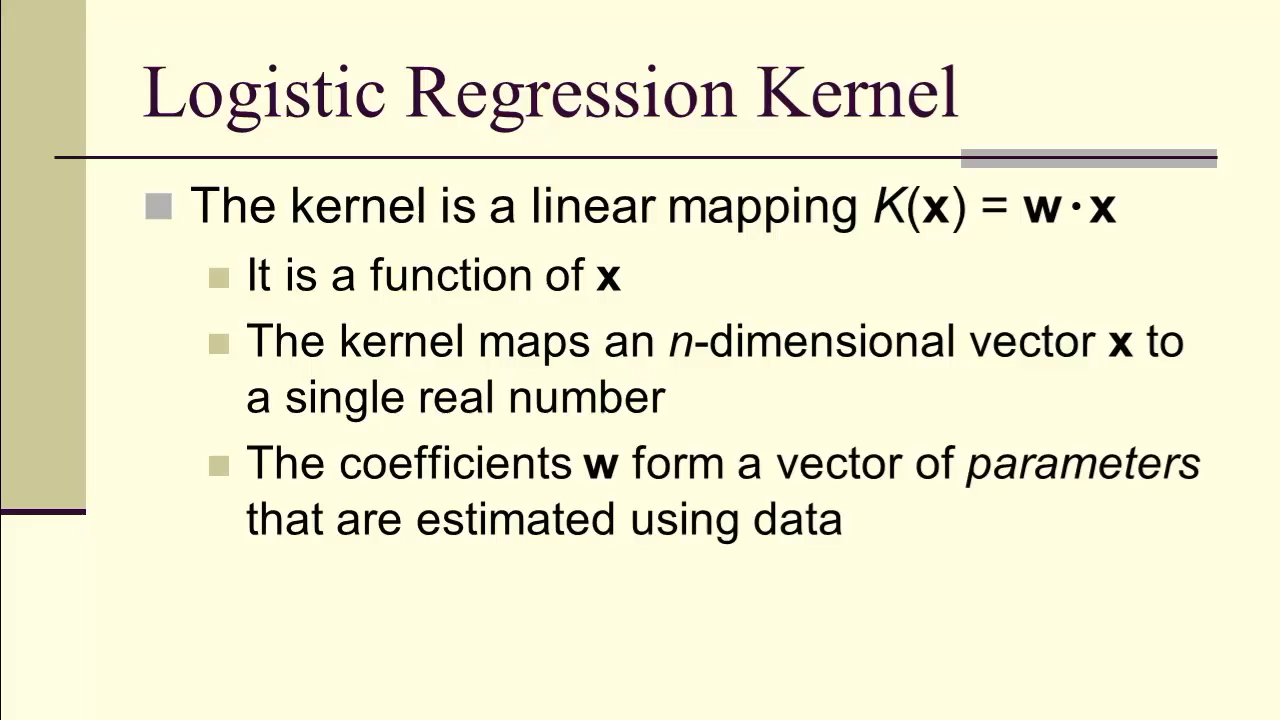 Logistic Regression Kernel
The kernel is a linear mapping K(x) = w · x
It is a function of x
The kernel maps an n-dimensional vector x to
a single real number
The coefficients w form a vector of parameters
that are estimated using data